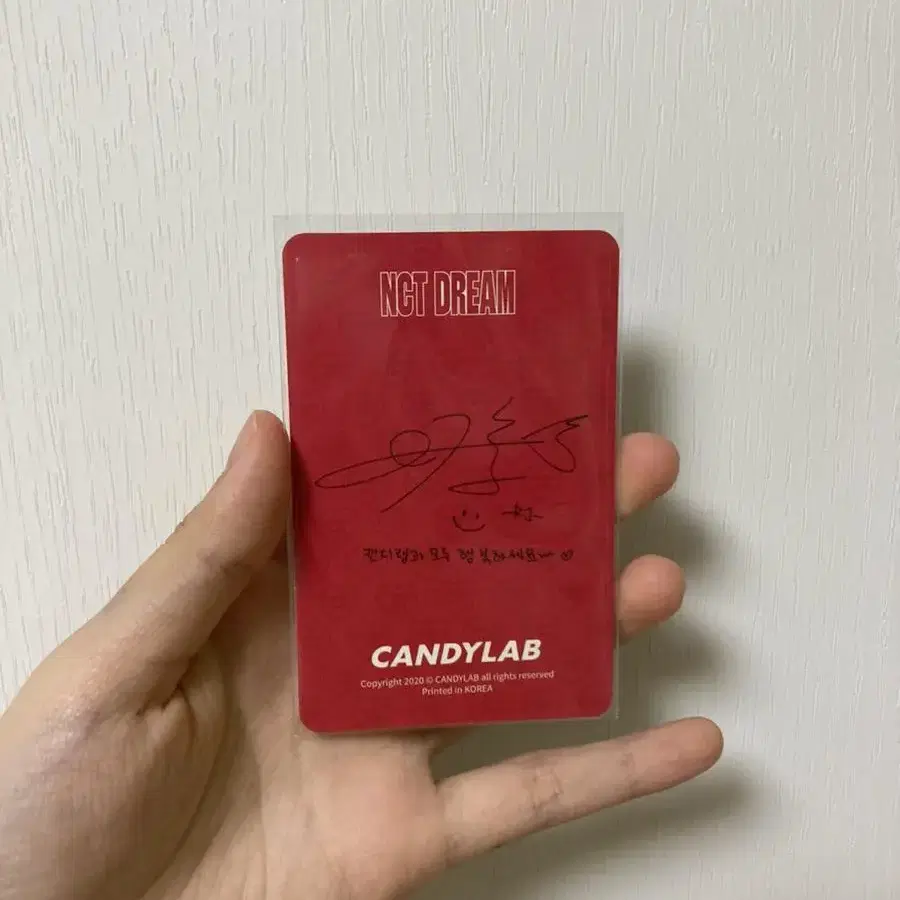 NCT DREAM
캔디랩과 모두 행복하세요~ ♡
CANDYLAB
Copyright 2020 © CANDYLAB all rights reserved
Printed in KOREA